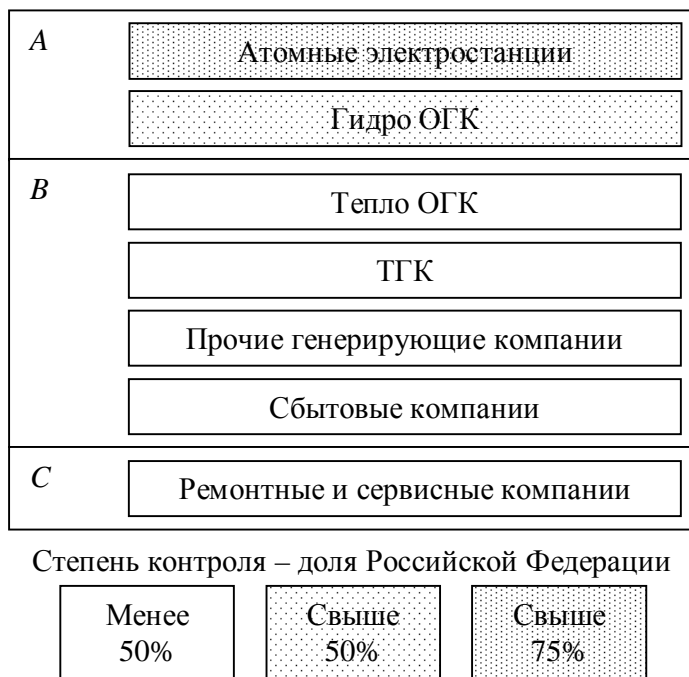 А
Атомные электростанции
Гидро ОГК
В
Тепло ОГК
ТГК
Прочие генерирующие компании
Сбытовые компании
С
Ремонтные и сервисные компании
Степень контроля – доля Российской Федерации
Менее 50%
Свыше 50%
Свыше 75%